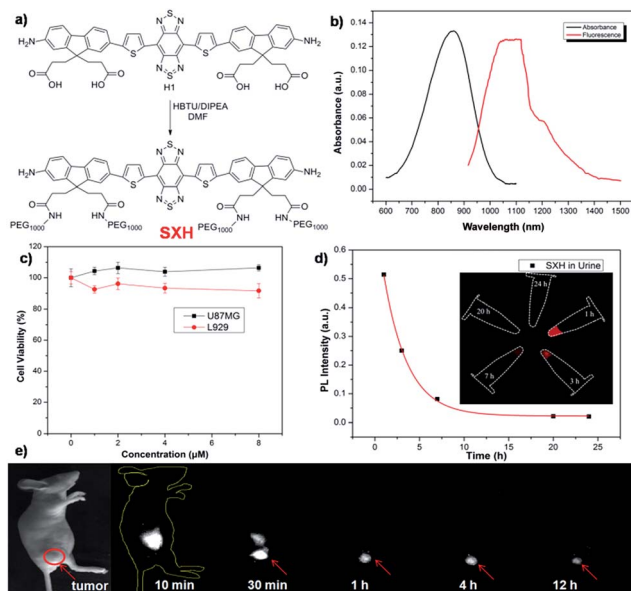 a)
H₂N
NH₂
N S N
N S N
S
S
O OH
HO O
O OH
HO O
H1
HBTU/DIPEA
DMF
H₂N
NH₂
N S N
N S N
S
S
O
O
O
O
NH
NH
NH
NH
PEG₁₀₀₀
PEG₁₀₀₀
PEG₁₀₀₀
PEG₁₀₀₀
SXH
b)
Absorbance
Fluorescence
Absorbance (a.u.)
0.14
0.12
0.10
0.08
0.06
0.04
0.02
0.00
600 700 800 900 1000 1100 1200 1300 1400 1500
Wavelength (nm)
c)
Cell Viability (%)
120
100
80
60
40
20
0
U87MG
L929
0 2 4 6 8
Concentration (μM)
d)
SXH in Urine
PL Intensity (a.u.)
0.6
0.5
0.4
0.3
0.2
0.1
0.0
24 h
20 h
1 h
7 h
3 h
0 5 10 15 20 25
Time (h)
e)
tumor 10 min 30 min 1 h 4 h 12 h